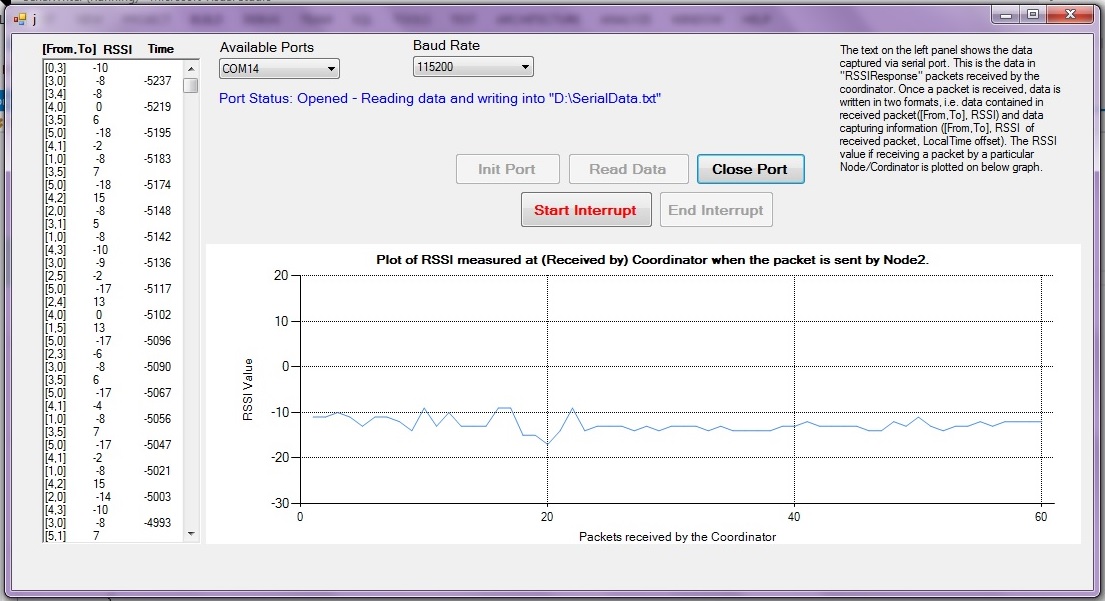 j
[From,To] RSSI Time
[0,3] -10
[3,0] -8 -5237
[3,4] -8
[4,0] 0 -5219
[3,5] 6
[5,0] -18 -5195
[4,1] -2
[1,0] -8 -5183
[3,5] 7
[5,0] -18 -5174
[4,2] 15
[2,0] -8 -5148
[3,1] 5
[1,0] -8 -5142
[4,3] -10
[3,0] -9 -5136
[2,5] -2
[5,0] -17 -5117
[2,4] 13
[4,0] 0 -5102
[1,5] 13
[5,0] -17 -5096
[2,3] -6
[3,0] -8 -5090
[3,5] 6
[5,0] -17 -5067
[4,1] -4
[1,0] -8 -5056
[3,5] 7
[5,0] -17 -5047
[4,1] -2
[1,0] -8 -5021
[4,2] 15
[2,0] -14 -5003
[4,3] -10
[3,0] -8 -4993
[5,1] 7
Available Ports
COM14
Baud Rate
115200
Port Status: Opened - Reading data and writing into "D:\SerialData.txt"
Init Port Read Data Close Port
Start Interrupt End Interrupt
The text on the left panel shows the data
captured via serial port. This is the data in
"RSSIResponse" packets received by the
coordinator. Once a packet is received, data is
written in two formats, i.e. data contained in
received packet([From,To], RSSI) and data
capturing information ([From,To], RSSI of
received packet, LocalTime offset). The RSSI
value if receiving a packet by a particular
Node/Cordinator is plotted on below graph.
Plot of RSSI measured at (Received by) Coordinator when the packet is sent by Node2.
20
10
0
-10
-20
-30
RSSI Value
0 20 40 60
Packets received by the Coordinator